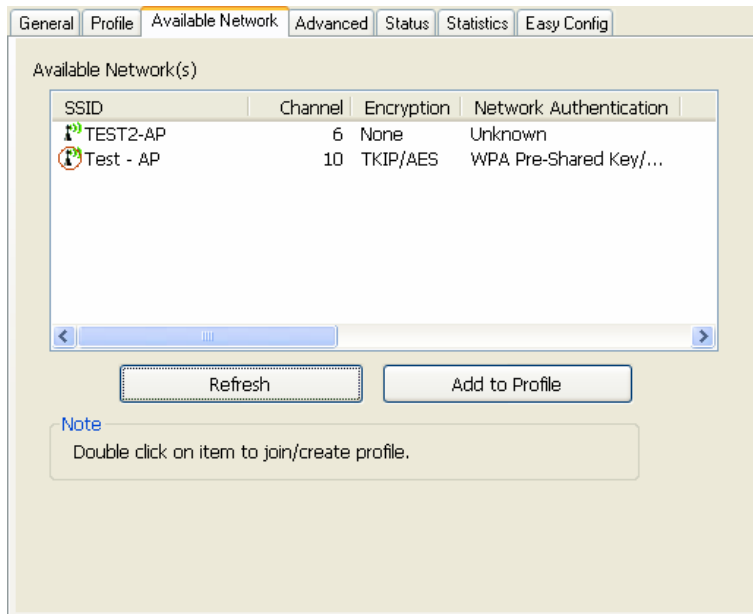 General Profile Available Network Advanced Status Statistics Easy Config
Available Network(s)
SSID Channel Encryption Network Authentication
TEST2-AP 6 None Unknown
Test - AP 10 TKIP/AES WPA Pre-Shared Key/...
Refresh Add to Profile
Note
Double click on item to join/create profile.